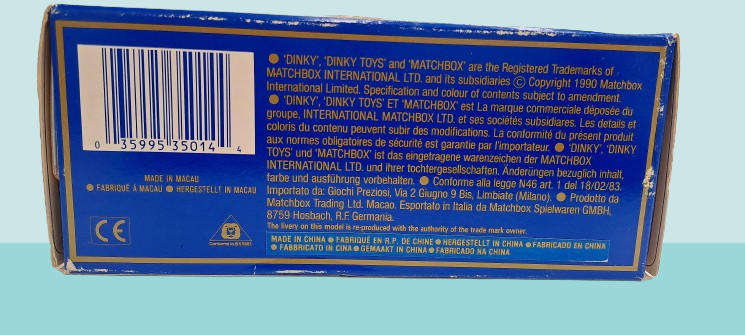 ● 'DINKY', 'DINKY TOYS' and 'MATCHBOX' are the Registered Trademarks of
MATCHBOX INTERNATIONAL LTD. and its subsidiaries © Copyright 1990 Matchbox
International Limited. Specification and colour of contents subject to amendment.
● 'DINKY', 'DINKY TOYS' ET 'MATCHBOX' est La marque commerciale déposée du
groupe, INTERNATIONAL MATCHBOX LTD. et ses sociétés subsidiares. Les details et
coloris du contenu peuvent subir des modifications. La conformité du présent produit
aux normes obligatoires de sécurité est garantie par l'importateur. ● 'DINKY', 'DINKY
TOYS' und 'MATCHBOX' ist das eingetragene warenzeichen der MATCHBOX
INTERNATIONAL LTD. und ihrer tochtergesellschaften. Änderungen bezuglich inhalt,
farbe und ausführung vorbehalten. ● Conforme alla legge N46 art. 1 del 18/02/83.
Importato da: Giochi Preziosi, Via 2 Giugno 9 Bis, Limbiate (Milano). ● Prodotto da
Matchbox Trading Ltd. Macao. Esportato in Italia da Matchbox Spielwaren GMBH,
8759 Hosbach, R.F. Germania.
The livery on this model is re-produced with the authority of the trade mark owner.
MADE IN CHINA ● FABRIQUÉ EN R.P. DE CHINE ● HERGESTELLT IN CHINA ● FABRICADO EN CHINA
● FABBRICATO IN CINA ● GEMAAKT IN CHINA ● FABRICADO NA CHINA
0 35995 35014 4
MADE IN MACAU
● FABRIQUÉ À MACAU ● HERGESTELLT IN MACAU
CE